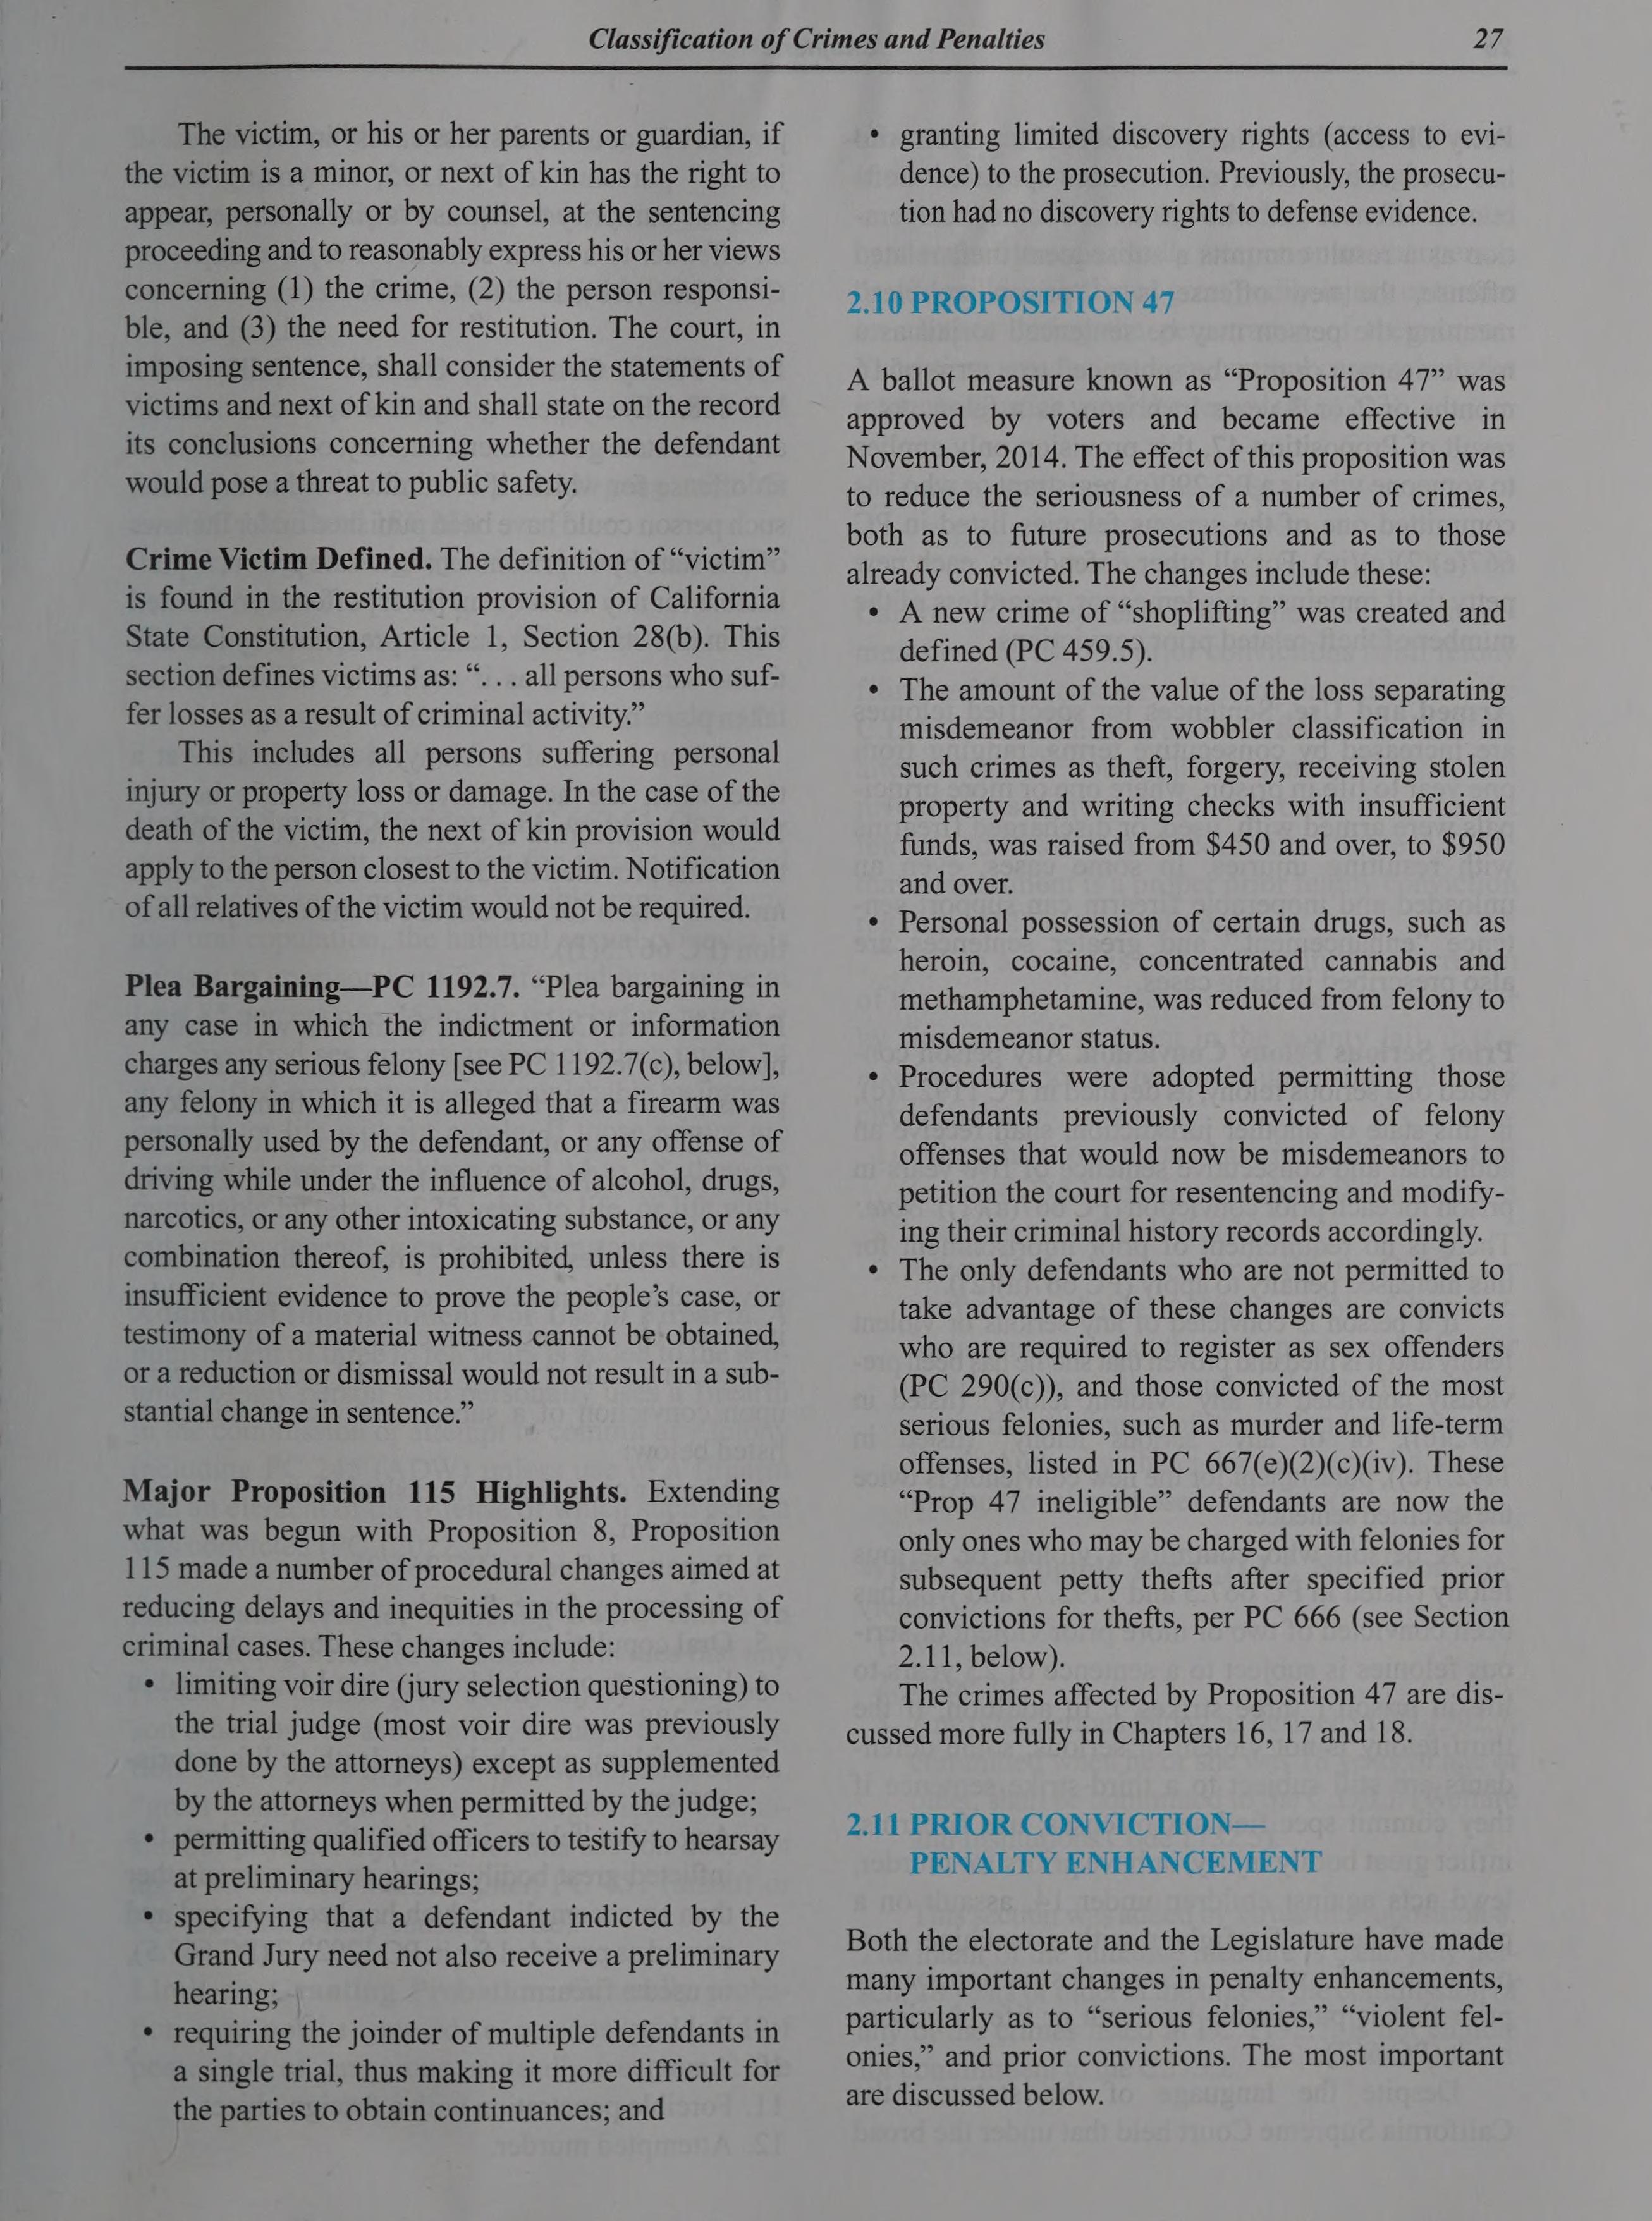 Classification of Crimes and Penalties 27
The victim, or his or her parents or guardian, if
the victim is a minor, or next of kin has the right to
appear, personally or by counsel, at the sentencing
proceeding and to reasonably express his or her views
concerning (1) the crime, (2) the person responsi-
ble, and (3) the need for restitution. The court, in
imposing sentence, shall consider the statements of
victims and next of kin and shall state on the record
its conclusions concerning whether the defendant
would pose a threat to public safety.
Crime Victim Defined. The definition of “victim”
is found in the restitution provision of California
State Constitution, Article 1, Section 28(b). This
section defines victims as: “. . . all persons who suf-
fer losses as a result of criminal activity.”
This includes all persons suffering personal
injury or property loss or damage. In the case of the
death of the victim, the next of kin provision would
apply to the person closest to the victim. Notification
of all relatives of the victim would not be required.
Plea Bargaining—PC 1192.7. “Plea bargaining in
any case in which the indictment or information
charges any serious felony [see PC 1192.7(c), below],
any felony in which it is alleged that a firearm was
personally used by the defendant, or any offense of
driving while under the influence of alcohol, drugs,
narcotics, or any other intoxicating substance, or any
combination thereof, is prohibited, unless there is
insufficient evidence to prove the people’s case, or
testimony of a material witness cannot be obtained,
or a reduction or dismissal would not result in a sub-
stantial change in sentence.”
Major Proposition 115 Highlights. Extending
what was begun with Proposition 8, Proposition
115 made a number of procedural changes aimed at
reducing delays and inequities in the processing of
criminal cases. These changes include:
• limiting voir dire (jury selection questioning) to
the trial judge (most voir dire was previously
done by the attorneys) except as supplemented
by the attorneys when permitted by the judge;
• permitting qualified officers to testify to hearsay
at preliminary hearings;
• specifying that a defendant indicted by the
Grand Jury need not also receive a preliminary
hearing;
• requiring the joinder of multiple defendants in
a single trial, thus making it more difficult for
the parties to obtain continuances; and
• granting limited discovery rights (access to evi-
dence) to the prosecution. Previously, the prosecu-
tion had no discovery rights to defense evidence.
2.10 PROPOSITION 47
A ballot measure known as “Proposition 47” was
approved by voters and became effective in
November, 2014. The effect of this proposition was
to reduce the seriousness of a number of crimes,
both as to future prosecutions and as to those
already convicted. The changes include these:
• A new crime of “shoplifting” was created and
defined (PC 459.5).
• The amount of the value of the loss separating
misdemeanor from wobbler classification in
such crimes as theft, forgery, receiving stolen
property and writing checks with insufficient
funds, was raised from $450 and over, to $950
and over.
• Personal possession of certain drugs, such as
heroin, cocaine, concentrated cannabis and
methamphetamine, was reduced from felony to
misdemeanor status.
• Procedures were adopted permitting those
defendants previously convicted of felony
offenses that would now be misdemeanors to
petition the court for resentencing and modify-
ing their criminal history records accordingly.
• The only defendants who are not permitted to
take advantage of these changes are convicts
who are required to register as sex offenders
(PC 290(c)), and those convicted of the most
serious felonies, such as murder and life-term
offenses, listed in PC 667(e)(2)(c)(iv). These
“Prop 47 ineligible” defendants are now the
only ones who may be charged with felonies for
subsequent petty thefts after specified prior
convictions for thefts, per PC 666 (see Section
2.11, below).
The crimes affected by Proposition 47 are dis-
cussed more fully in Chapters 16, 17 and 18.
2.11 PRIOR CONVICTION—
PENALTY ENHANCEMENT
Both the electorate and the Legislature have made
many important changes in penalty enhancements,
particularly as to “serious felonies,” “violent fel-
onies,” and prior convictions. The most important
are discussed below.